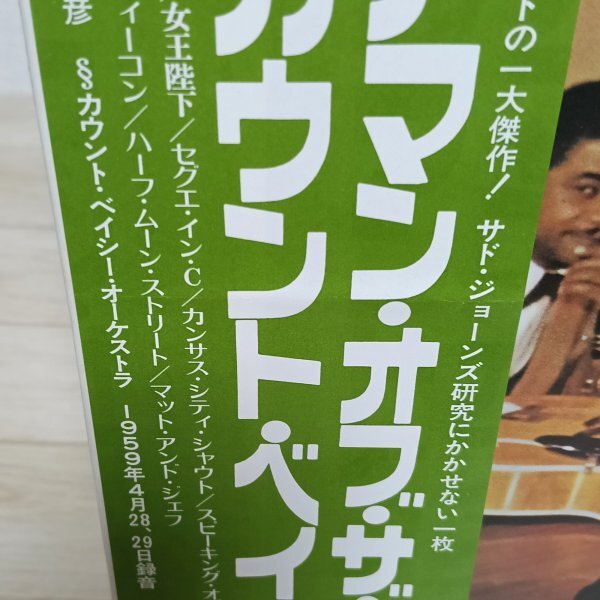 トの一大傑作!サド・ジョーンズ研究にかかせない一枚
マン・オブ・ザ
カウント・ベイ
女王陛下/セグエ・イン・C/カンサス・シティ・シャウト/スピーキング・オ
ィーコン/ハーフ・ムーン・ストリート/マット・アンド・ジェフ
彦 §カウント・ベイシー・オーケストラ 1959年4月28、29日録音